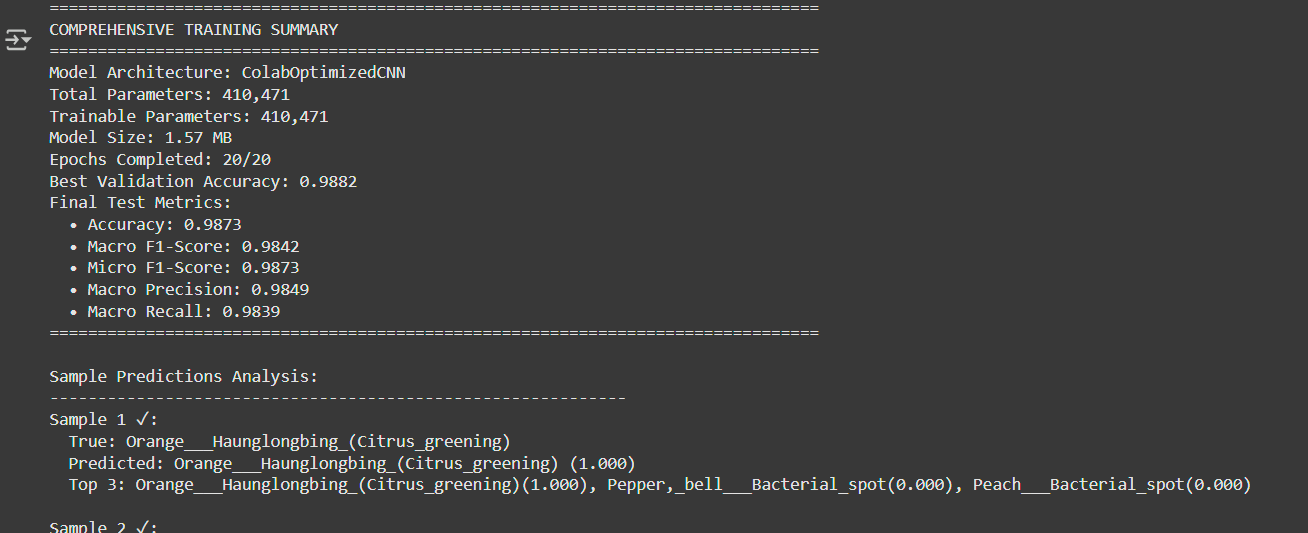 ================================================================================
COMPREHENSIVE TRAINING SUMMARY
================================================================================
Model Architecture: ColabOptimizedCNN
Total Parameters: 410,471
Trainable Parameters: 410,471
Model Size: 1.57 MB
Epochs Completed: 20/20
Best Validation Accuracy: 0.9882
Final Test Metrics:
  • Accuracy: 0.9873
  • Macro F1-Score: 0.9842
  • Micro F1-Score: 0.9873
  • Macro Precision: 0.9849
  • Macro Recall: 0.9839
================================================================================
Sample Predictions Analysis:
------------------------------------------------------------
Sample 1 ✓:
  True: Orange___Haunglongbing_(Citrus_greening)
  Predicted: Orange___Haunglongbing_(Citrus_greening) (1.000)
  Top 3: Orange___Haunglongbing_(Citrus_greening)(1.000), Pepper,_bell___Bacterial_spot(0.000), Peach___Bacterial_spot(0.000)
Sample 2 ✓: